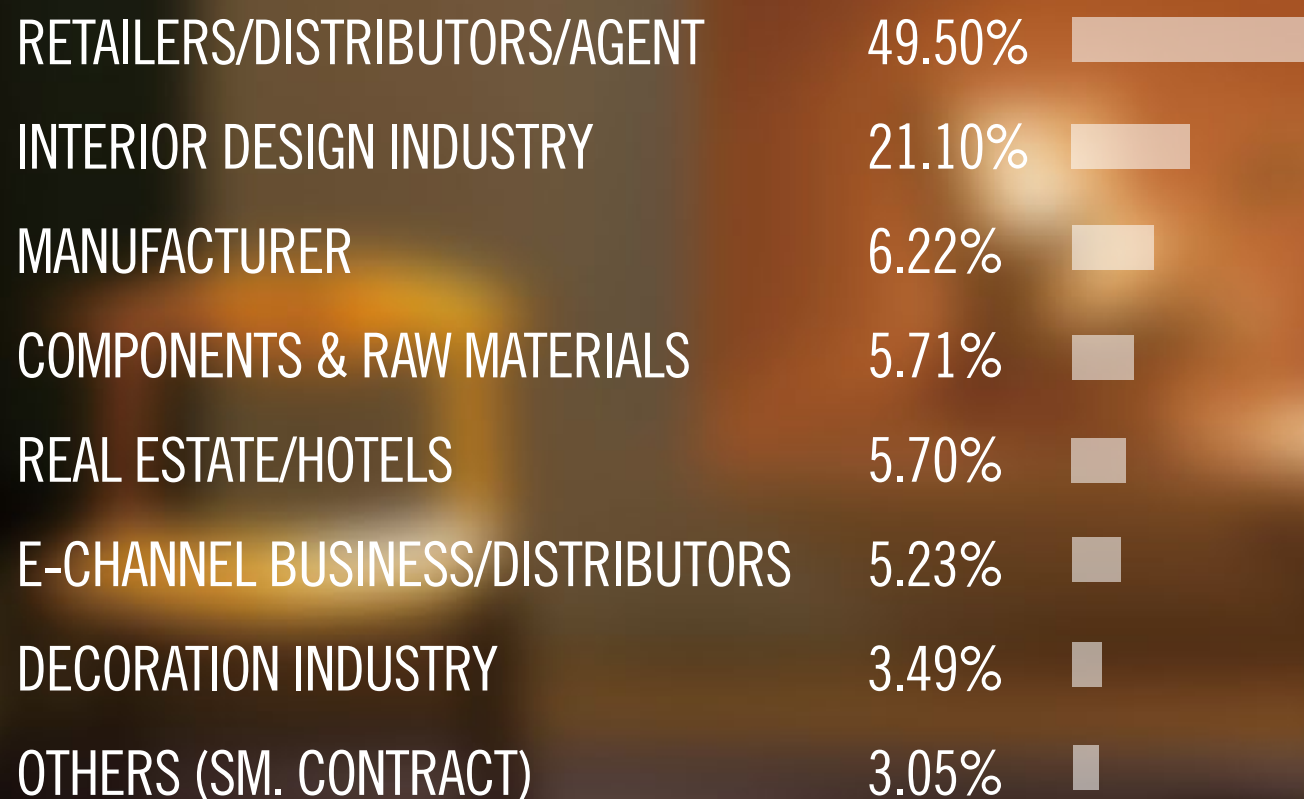 RETAILERS/DISTRIBUTORS/AGENT 49.50%
INTERIOR DESIGN INDUSTRY 21.10%
MANUFACTURER 6.22%
COMPONENTS & RAW MATERIALS 5.71%
REAL ESTATE/HOTELS 5.70%
E-CHANNEL BUSINESS/DISTRIBUTORS 5.23%
DECORATION INDUSTRY 3.49%
OTHERS (SM. CONTRACT) 3.05%